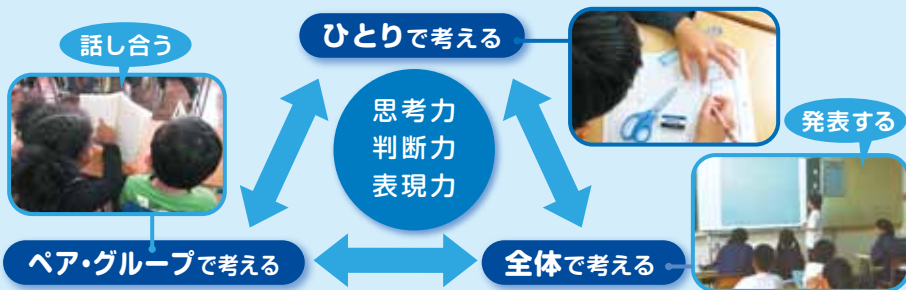 ひとりで考える
話し合う
思考力
判断力
表現力
発表する
ペア・グループで考える
全体で考える